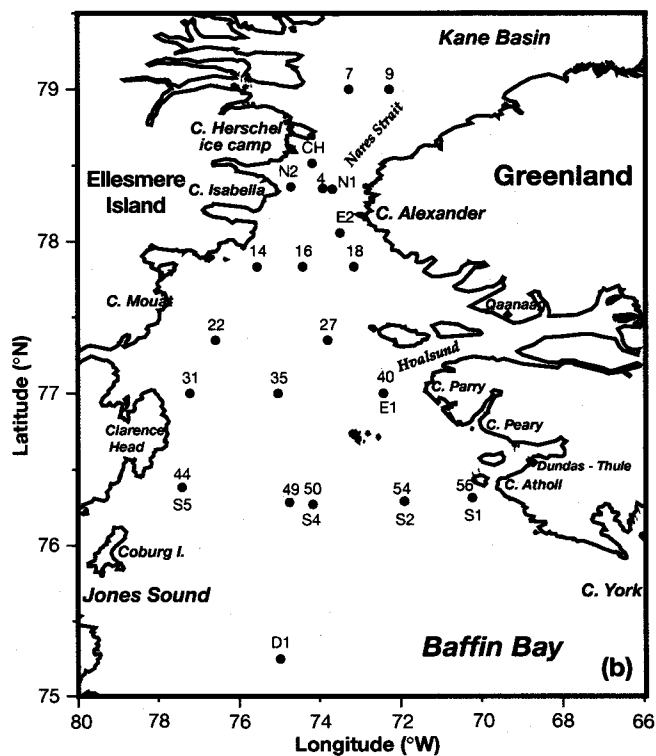 Kane Basin
79
7
9
C. Herschel
ice camp
CH
Nares Strait
Ellesmere
Island
N2
4
N1
C. Isabella
Greenland
C. Alexander
E2
78
14
16
18
C. Mouat
Qaanaaq
22
27
Hvalsund
77
31
35
40
E1
C. Parry
Clarence
Head
C. Peary
Latitude (°N)
Dundas - Thule
44
S5
49
50
S4
54
S2
56
S1
C. Atholl
76
Coburg I.
Jones Sound
C. York
D1
Baffin Bay
(b)
75
80
78
76
74
72
70
68
66
Longitude (°W)